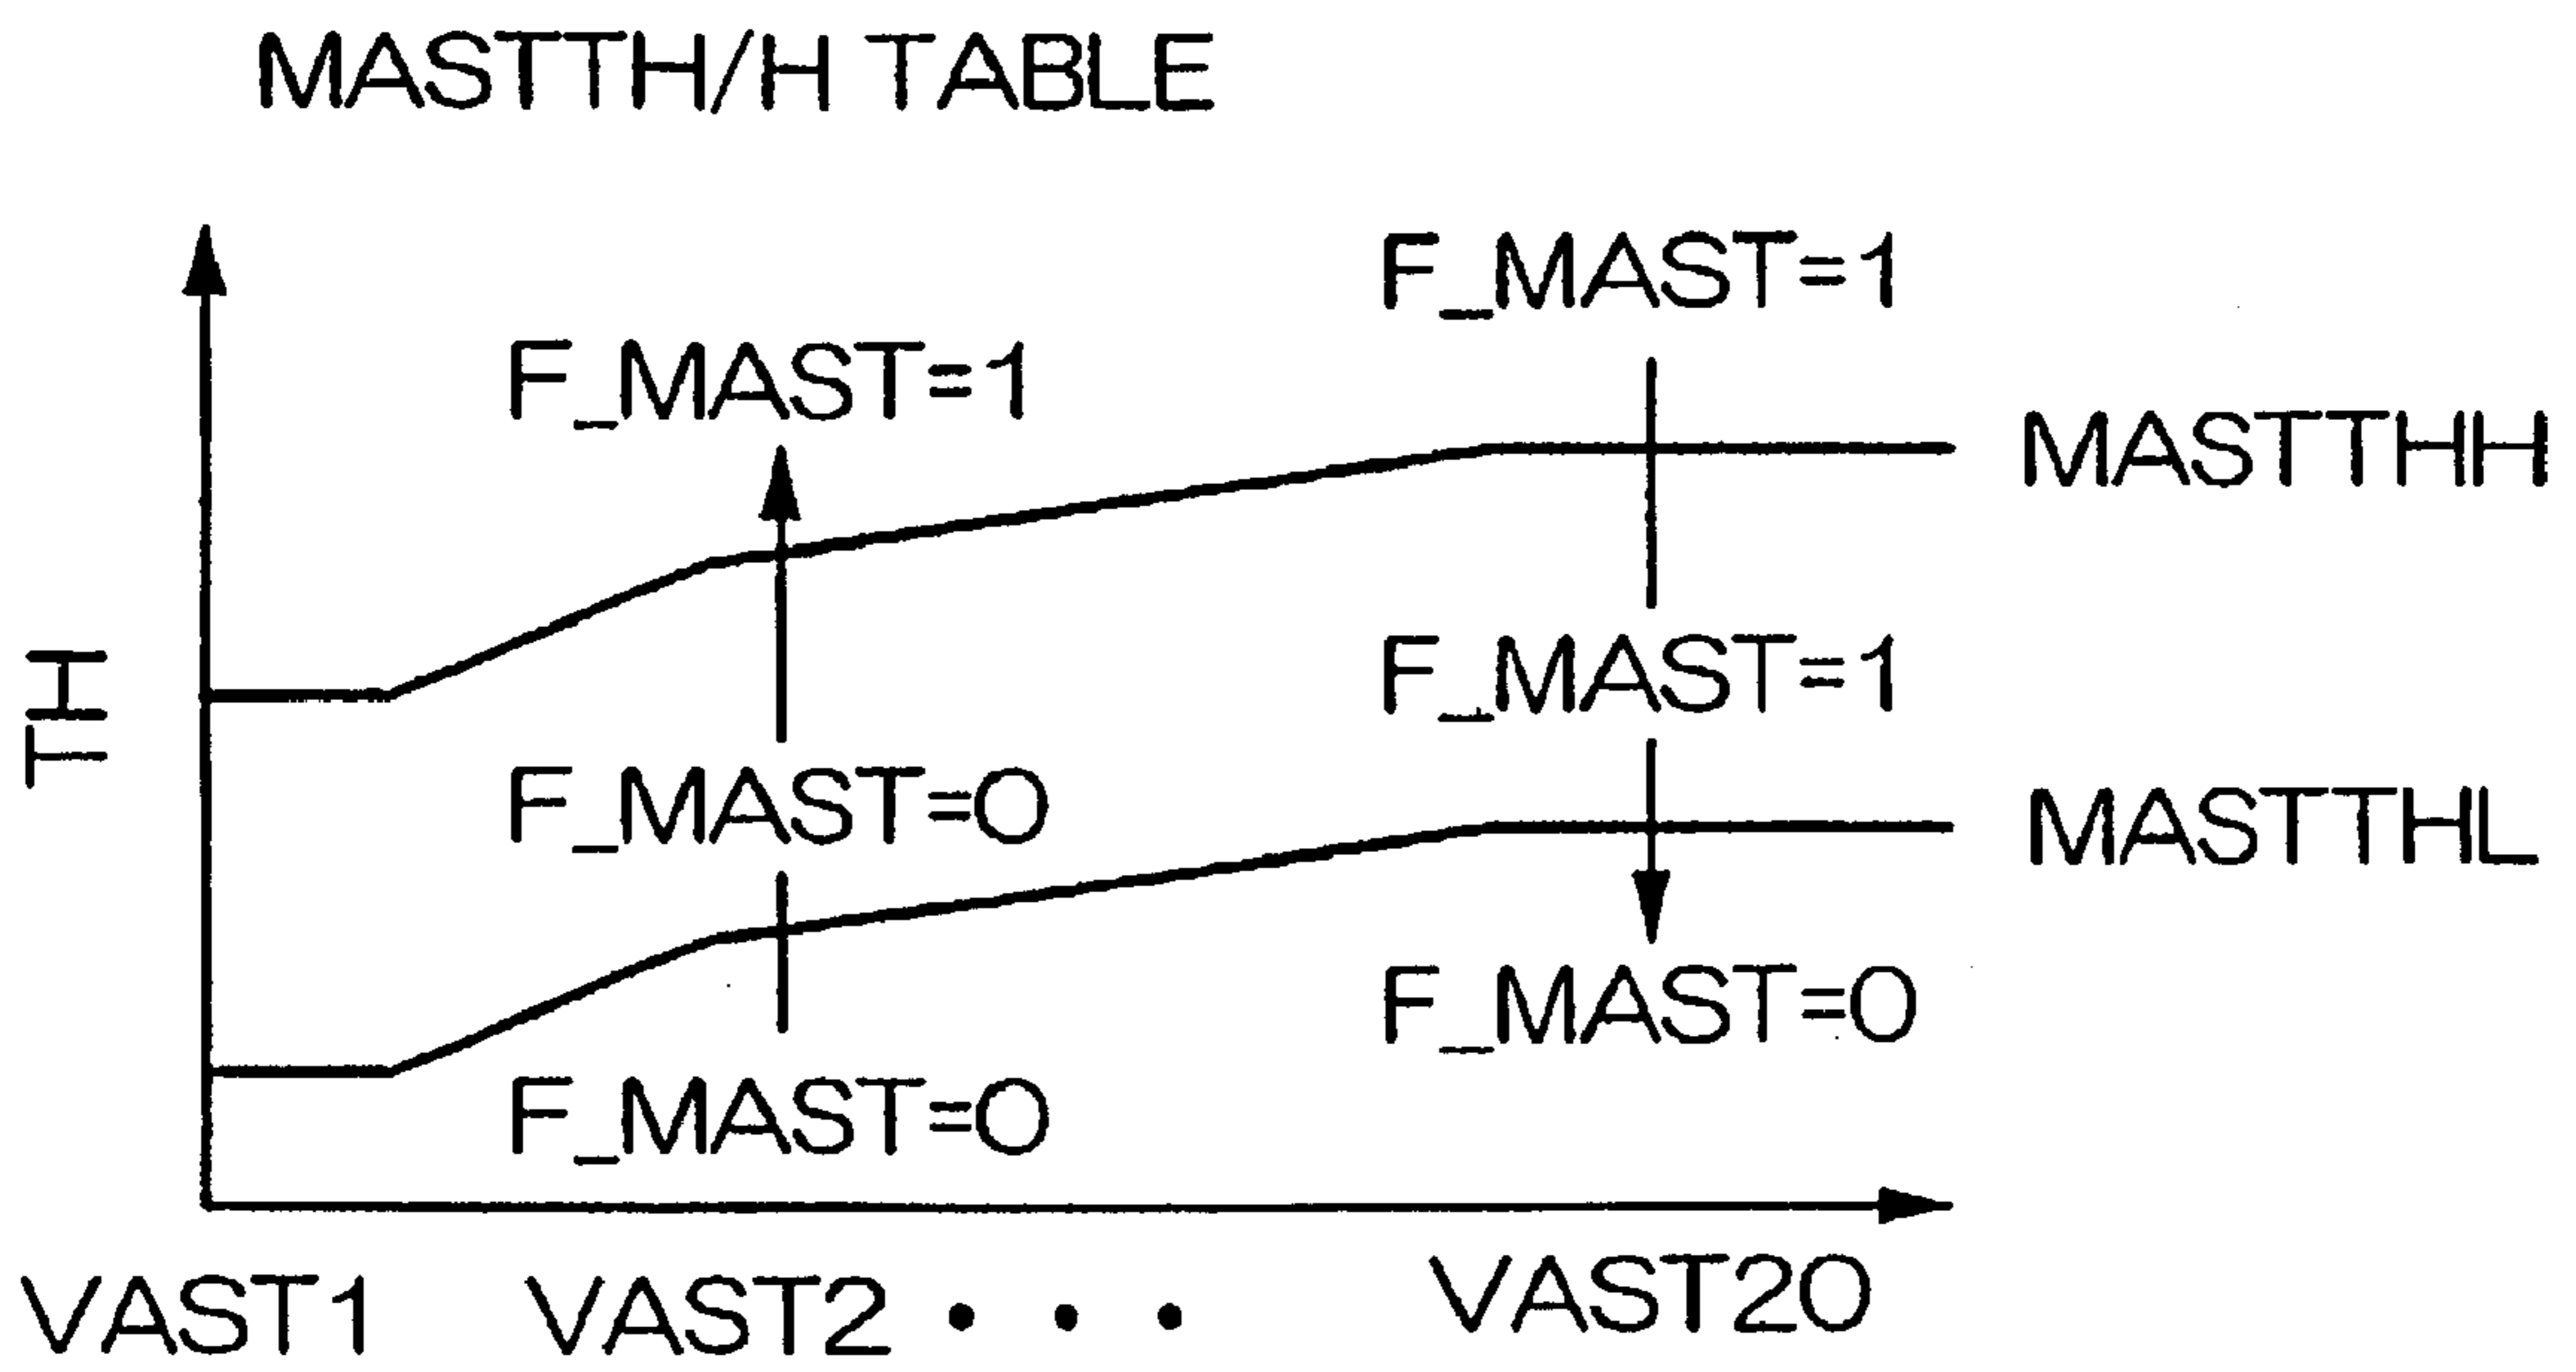 MASTTH/H TABLE
F_MAST=1
F_MAST=1
MASTTHH
TH
F_MAST=1
F_MAST=0
MASTTHL
F_MAST=0
F_MAST=0
VAST1 VAST2 • • • VAST20